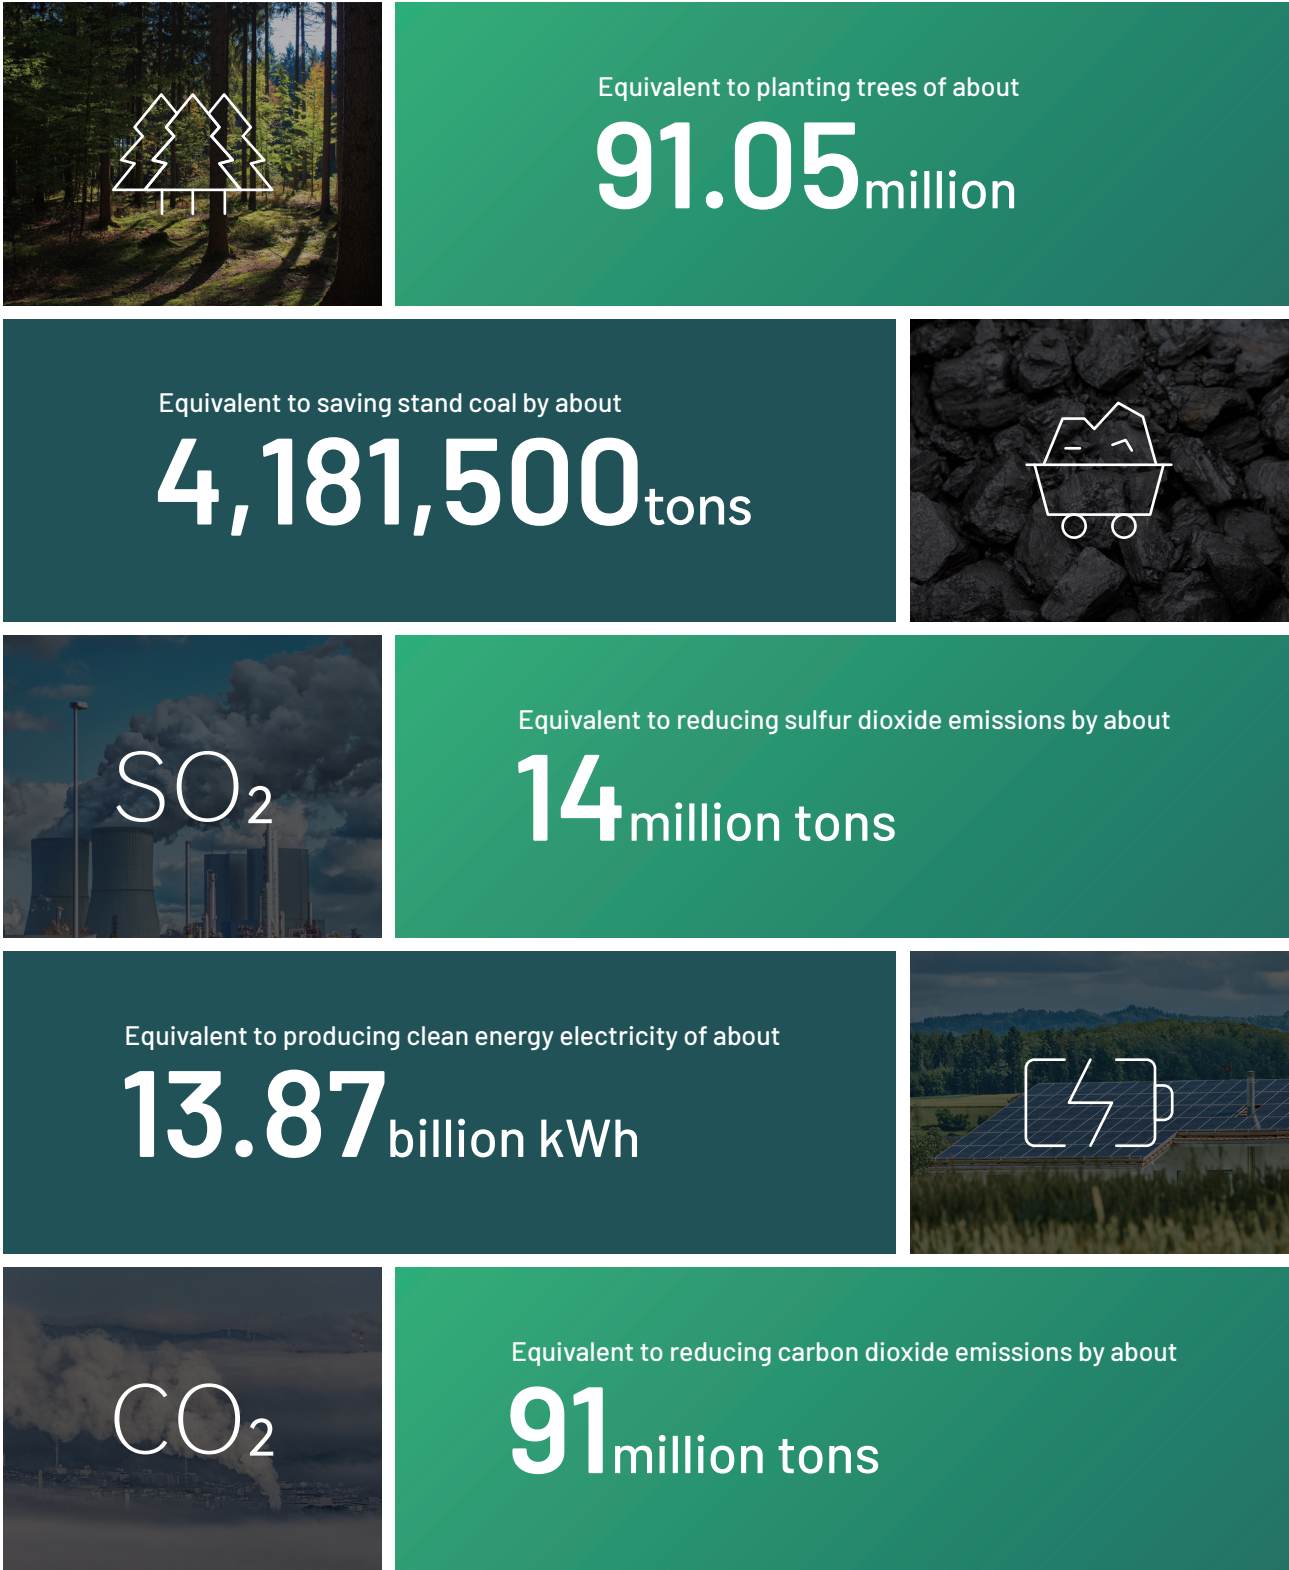 Equivalent to planting trees of about
91.05million
Equivalent to saving stand coal by about
4,181,500tons
SO₂
Equivalent to reducing sulfur dioxide emissions by about
14million tons
Equivalent to producing clean energy electricity of about
13.87billion kWh
CO₂
Equivalent to reducing carbon dioxide emissions by about
91million tons